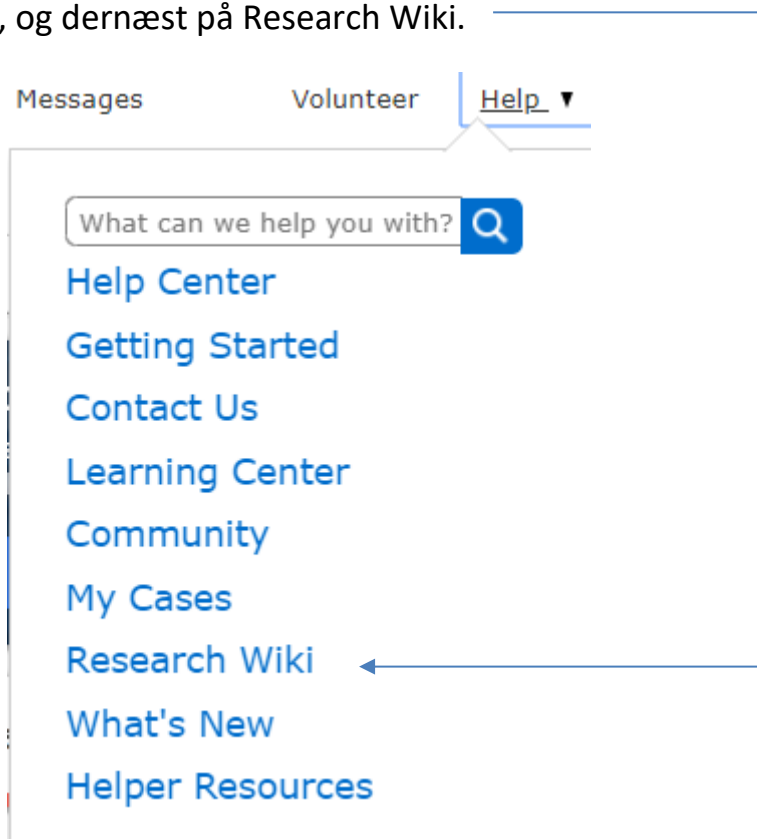 , og dernæst på Research Wiki.
Messages Volunteer Help ▼
What can we help you with?
Help Center
Getting Started
Contact Us
Learning Center
Community
My Cases
Research Wiki
What's New
Helper Resources